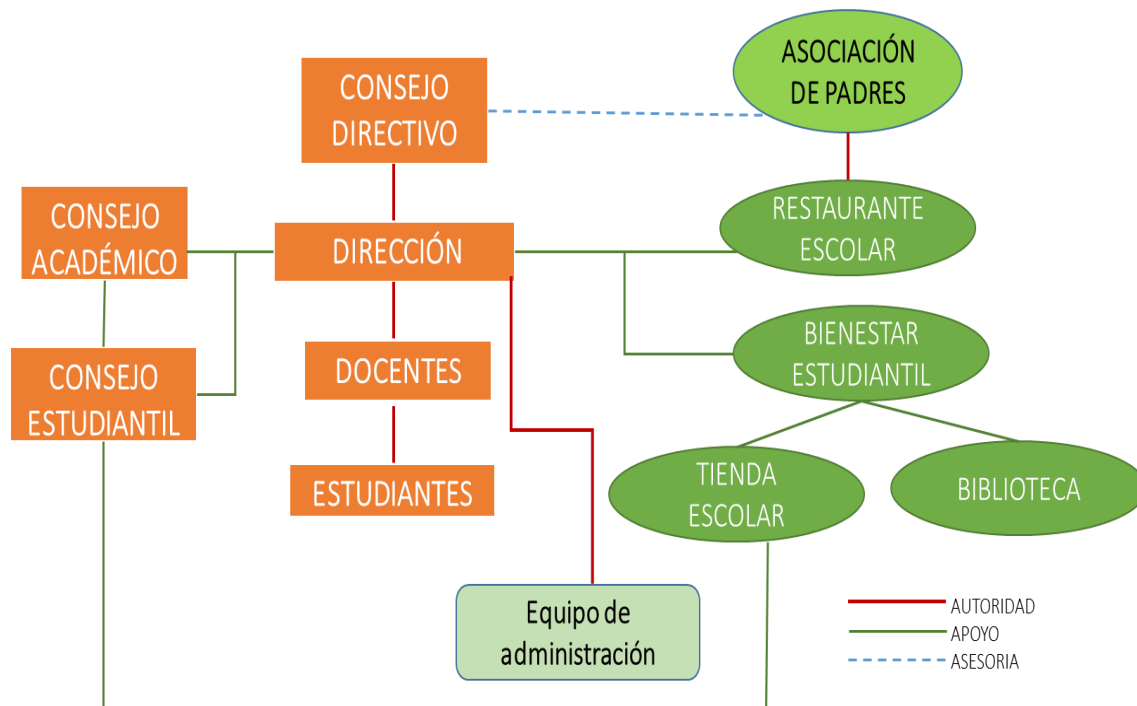 ASOCIACIÓN
DE PADRES
CONSEJO
DIRECTIVO
CONSEJO
ACADÉMICO
DIRECCIÓN
RESTAURANTE
ESCOLAR
BIENESTAR
ESTUDIANTIL
CONSEJO
ESTUDIANTIL
DOCENTES
ESTUDIANTES
TIENDA
ESCOLAR
BIBLIOTECA
Equipo de
administración
AUTORIDAD
APOYO
ASESORIA